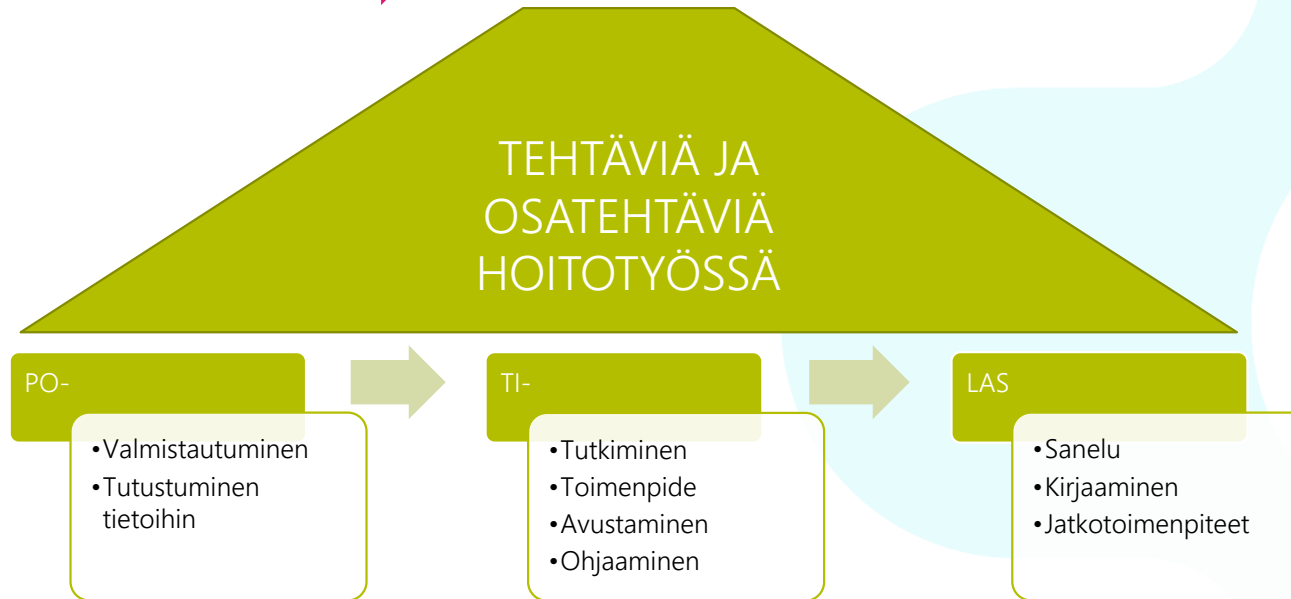 TEHTÄVIÄ JA
OSATEHTÄVIÄ
HOITOTYÖSSÄ
PO-
•Valmistautuminen
•Tutustuminen
tietoihin
TI-
•Tutkiminen
•Toimenpide
•Avustaminen
•Ohjaaminen
LAS
•Sanelu
•Kirjaaminen
•Jatkotoimenpiteet